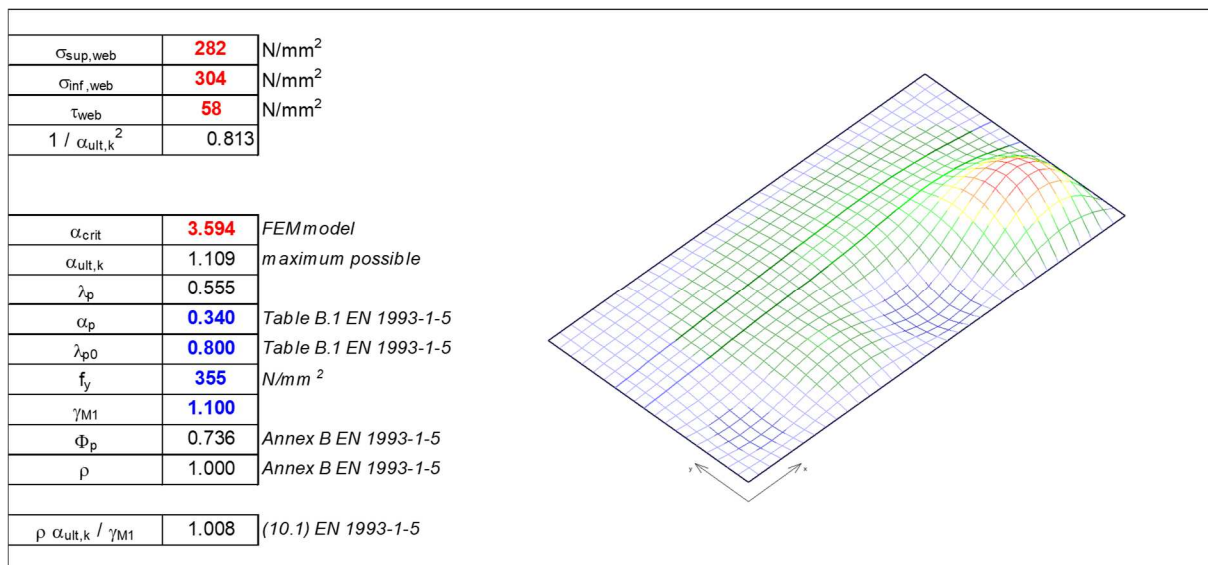 σsup,web 282 N/mm²
σinf,web 304 N/mm²
τweb 58 N/mm²
1 / αult,k² 0.813
αcrit 3.594 FEM model
αult,k 1.109 maximum possible
λp 0.555
αp 0.340 Table B.1 EN 1993-1-5
λp0 0.800 Table B.1 EN 1993-1-5
fy 355 N/mm ²
γM1 1.100
Φp 0.736 Annex B EN 1993-1-5
ρ 1.000 Annex B EN 1993-1-5
ρ αult,k / γM1 1.008 (10.1) EN 1993-1-5
y x